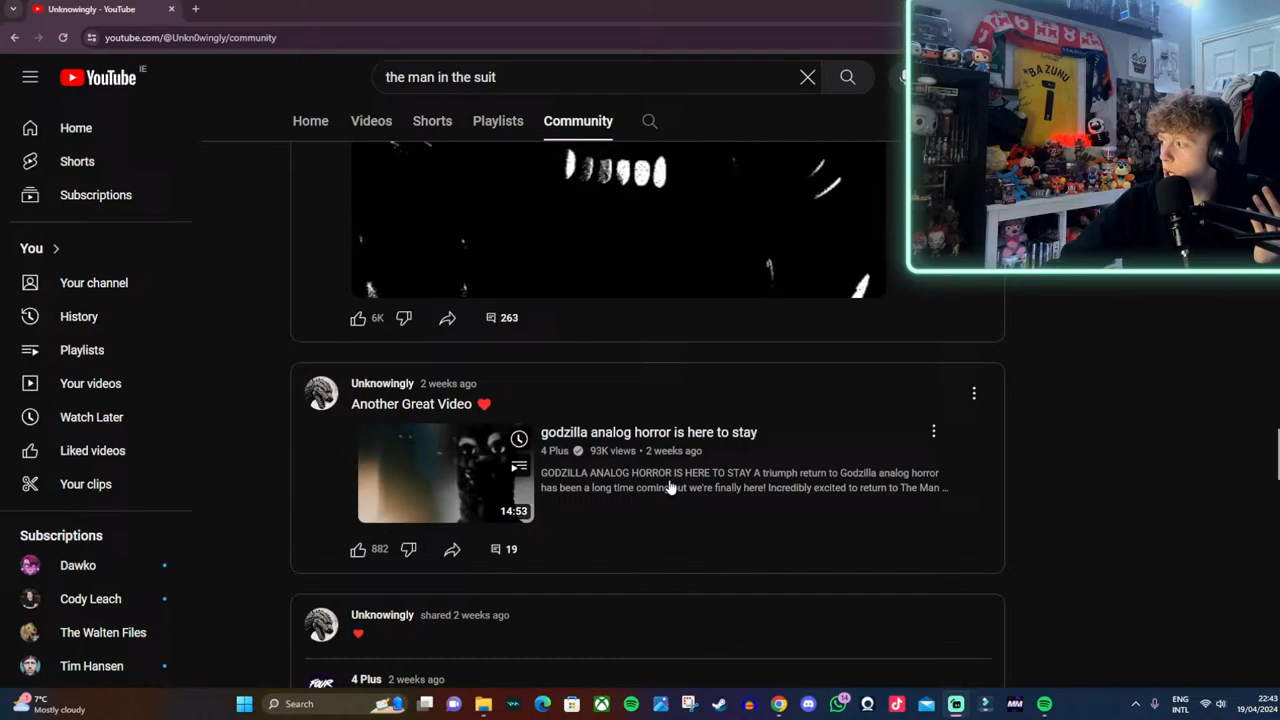 Unknowingly - YouTube
youtube.com/@Unkn0wingly/community
YouTube IE
the man in the suit
Home Videos Shorts Playlists Community
Home
Shorts
Subscriptions
You
Your channel
History
Playlists
Your videos
Watch Later
Liked videos
Your clips
Subscriptions
Dawko
Cody Leach
The Walten Files
Tim Hansen
6K 263
Unknowingly 2 weeks ago
Another Great Video
godzilla analog horror is here to stay
4 Plus 93K views • 2 weeks ago
GODZILLA ANALOG HORROR IS HERE TO STAY A triumph return to Godzilla analog horror
has been a long time coming but we're finally here! Incredibly excited to return to The Man ...
14:53
882 19
Unknowingly shared 2 weeks ago
FOUR
4 Plus 2 weeks ago
BAZUNU
1
7°C
Mostly cloudy
Search
14
ENG
INTL
22:43
19/04/2024